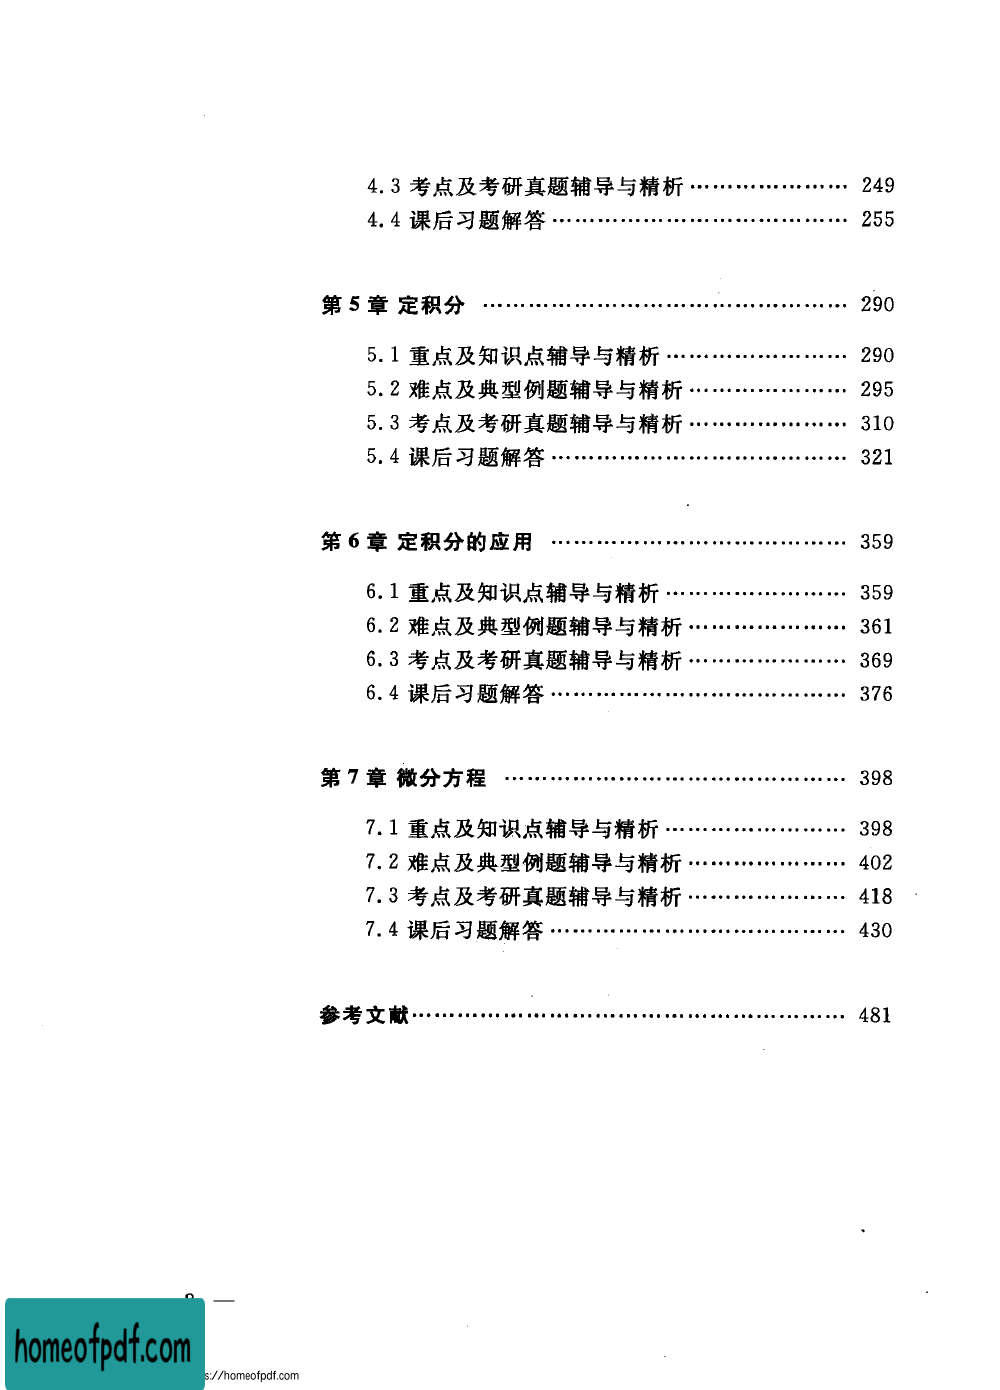 4.3 考点及考研真题辅导与精析 ………………… 249
4.4 课后习题解答 ………………………………… 255
第 5 章 定积分 ………………………………………… 290
5.1 重点及知识点辅导与精析 …………………… 290
5.2 难点及典型例题辅导与精析 ………………… 295
5.3 考点及考研真题辅导与精析 ………………… 310
5.4 课后习题解答 ………………………………… 321
第 6 章 定积分的应用 ………………………………… 359
6.1 重点及知识点辅导与精析 …………………… 359
6.2 难点及典型例题辅导与精析 ………………… 361
6.3 考点及考研真题辅导与精析 ………………… 369
6.4 课后习题解答 ………………………………… 376
第 7 章 微分方程 ……………………………………… 398
7.1 重点及知识点辅导与精析 …………………… 398
7.2 难点及典型例题辅导与精析 ………………… 402
7.3 考点及考研真题辅导与精析 ………………… 418
7.4 课后习题解答 ………………………………… 430
参考文献 ………………………………………………… 481
homeofpdf.com
s://homeofpdf.com